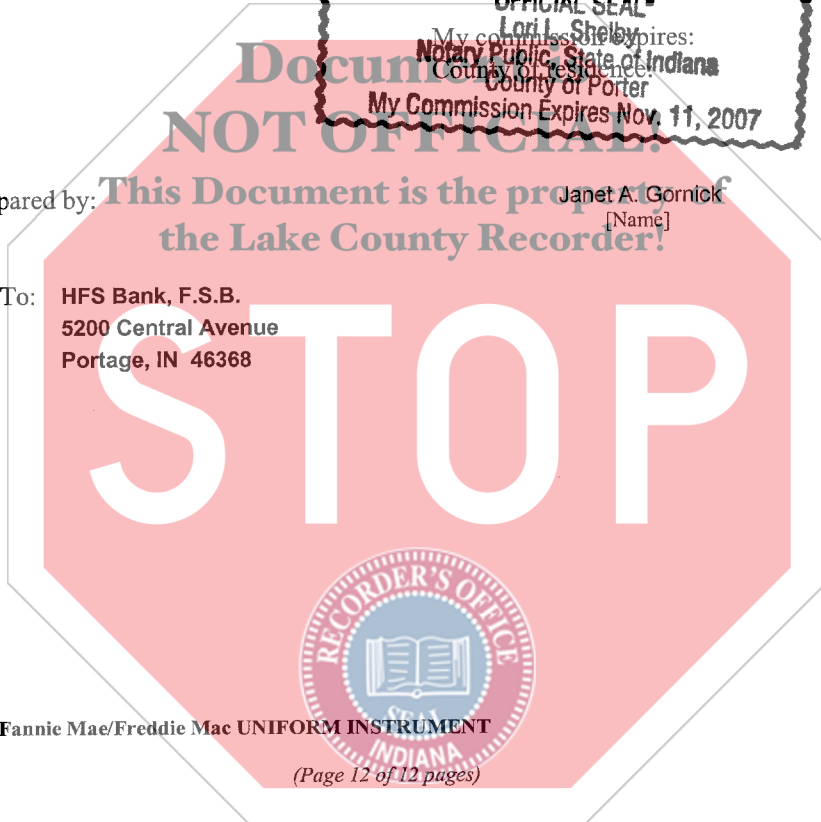 OFFICIAL SEAL
Lori L. Shelby
Notary Public, State of Indiana
County of Porter
My Commission Expires Nov. 11, 2007
My commission expires:
County of residence:
Document is
NOT OFFICIAL!
This Document is the property of
the Lake County Recorder!
pared by:
Janet A. Gornick
[Name]
To:
HFS Bank, F.S.B.
5200 Central Avenue
Portage, IN 46368
STOP
RECORDER'S OFFICE
SEAL
INDIANA
Fannie Mae/Freddie Mac UNIFORM INSTRUMENT
(Page 12 of 12 pages)